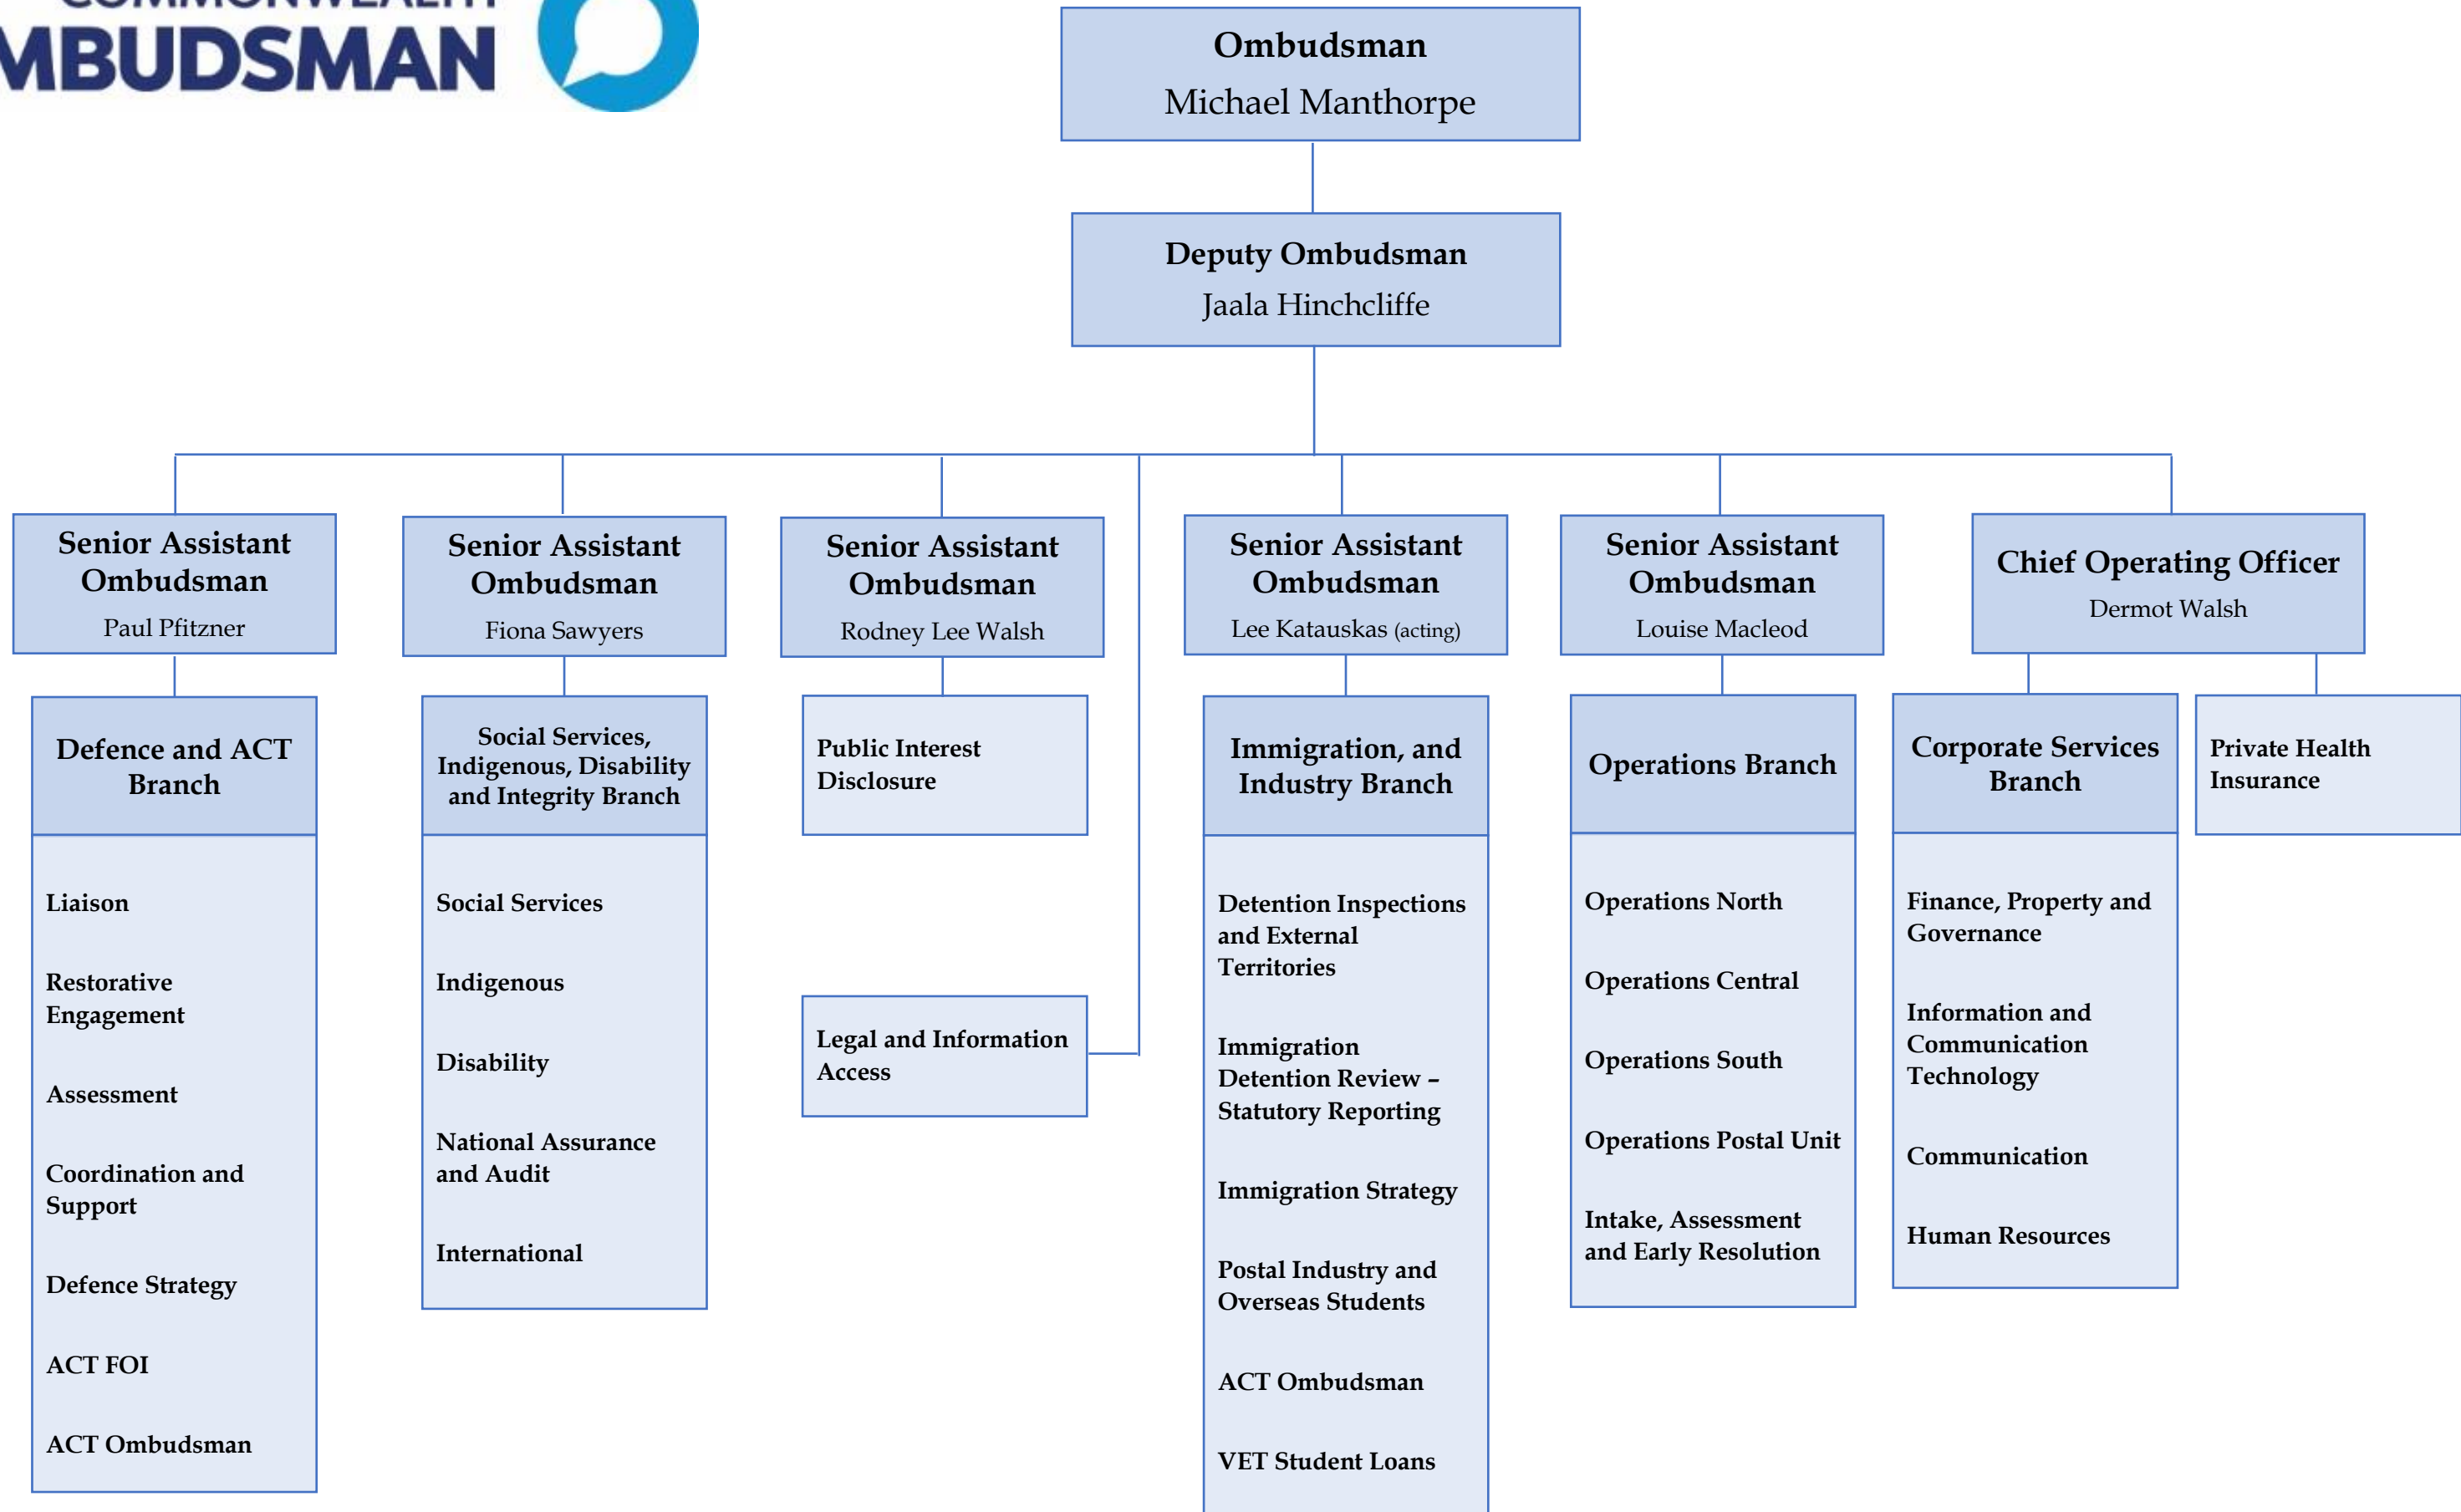 MBUDSMAN
Ombudsman
Michael Manthorpe
Deputy Ombudsman
Jaala Hinchcliffe
Senior Assistant
Ombudsman
Paul Pfitzner
Senior Assistant
Ombudsman
Fiona Sawyers
Senior Assistant
Ombudsman
Rodney Lee Walsh
Senior Assistant
Ombudsman
Lee Katauskas (acting)
Senior Assistant
Ombudsman
Louise Macleod
Chief Operating Officer
Dermot Walsh
Defence and ACT
Branch
Liaison
Restorative
Engagement
Assessment
Coordination and
Support
Defence Strategy
ACT FOI
ACT Ombudsman
Social Services,
Indigenous, Disability
and Integrity Branch
Social Services
Indigenous
Disability
National Assurance
and Audit
International
Public Interest
Disclosure
Legal and Information
Access
Immigration, and
Industry Branch
Detention Inspections
and External
Territories
Immigration
Detention Review –
Statutory Reporting
Immigration Strategy
Postal Industry and
Overseas Students
ACT Ombudsman
VET Student Loans
Operations Branch
Operations North
Operations Central
Operations South
Operations Postal Unit
Intake, Assessment
and Early Resolution
Corporate Services
Branch
Finance, Property and
Governance
Information and
Communication
Technology
Communication
Human Resources
Private Health
Insurance